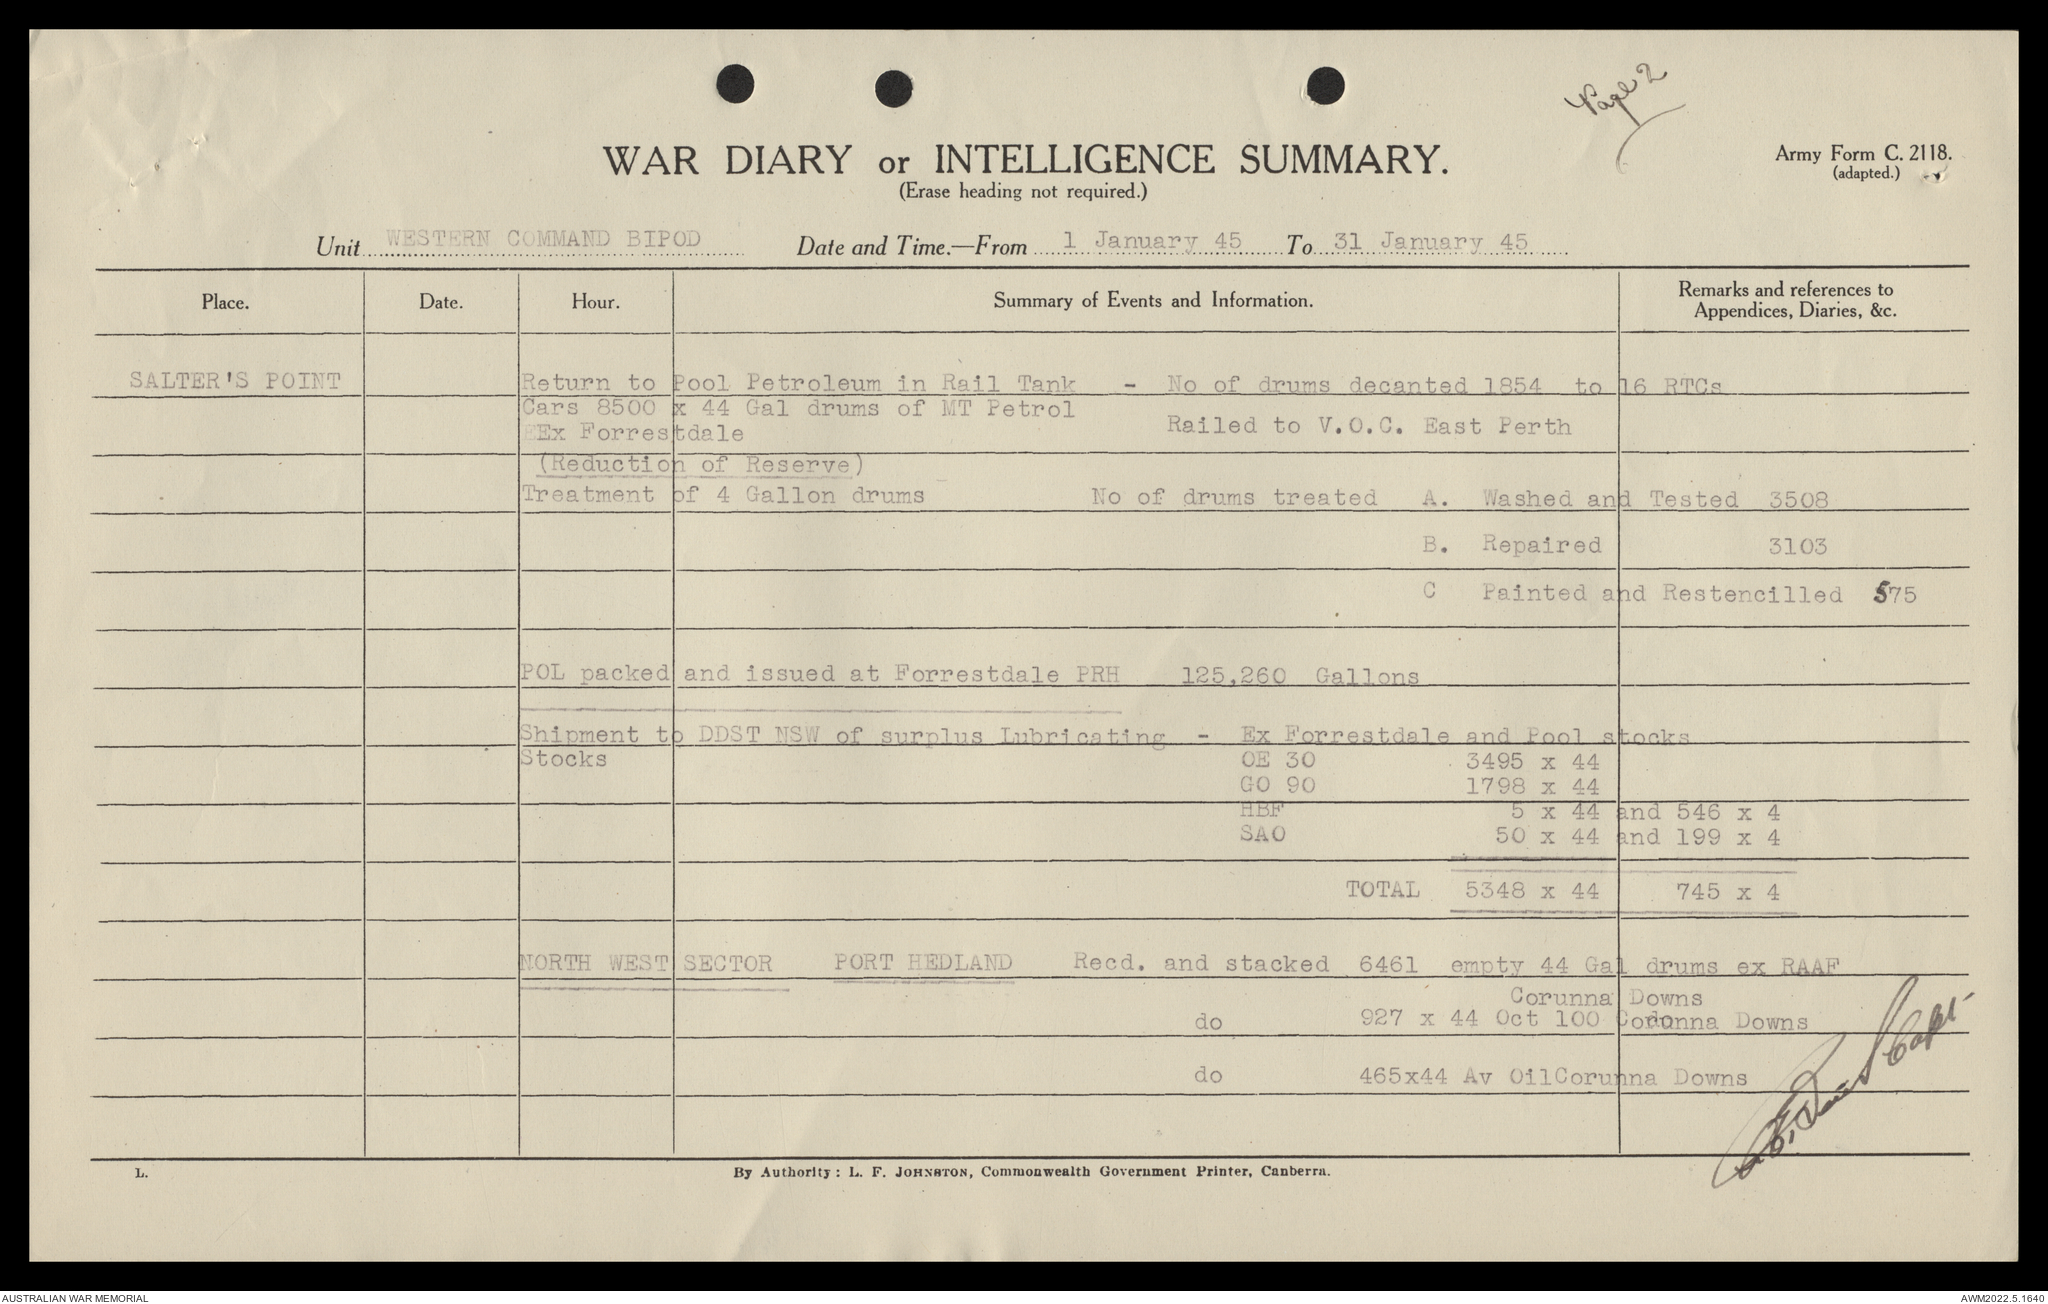 Page 2
WAR DIARY or INTELLIGENCE SUMMARY.
(Erase heading not required.)
Army Form C. 2118.
(adapted.)
Unit WESTERN COMMAND BIPOD Date and Time.—From 1 January 45 To 31 January 45
Place. Date. Hour. Summary of Events and Information. Remarks and references to
Appendices, Diaries, &c.
SALTER'S POINT Return to Pool Petroleum in Rail Tank - No of drums decanted 1854 to 16 RTCs
Cars 8500 x 44 Gal drums of MT Petrol
Ex Forrestdale Railed to V.O.C. East Perth
(Reduction of Reserve)
Treatment of 4 Gallon drums No of drums treated A. Washed and Tested 3508
B. Repaired 3103
C Painted and Restencilled 575
POL packed and issued at Forrestdale PRH 125,260 Gallons
Shipment to DDST NSW of surplus Lubricating - Ex Forrestdale and Pool stocks
Stocks OE 30 3495 x 44
GO 90 1798 x 44
HBF 5 x 44 and 546 x 4
SAO 50 x 44 and 199 x 4
TOTAL 5348 x 44 745 x 4
NORTH WEST SECTOR PORT HEDLAND Recd. and stacked 6461 empty 44 Gal drums ex RAAF
Corunna Downs
do 927 x 44 Oct 100 Corunna Downs
do 465x44 Av OilCorunna Downs
Capt
L. By Authority: L. F. JOHNSTON, Commonwealth Government Printer, Canberra.
AUSTRALIAN WAR MEMORIAL AWM2022.5.1640